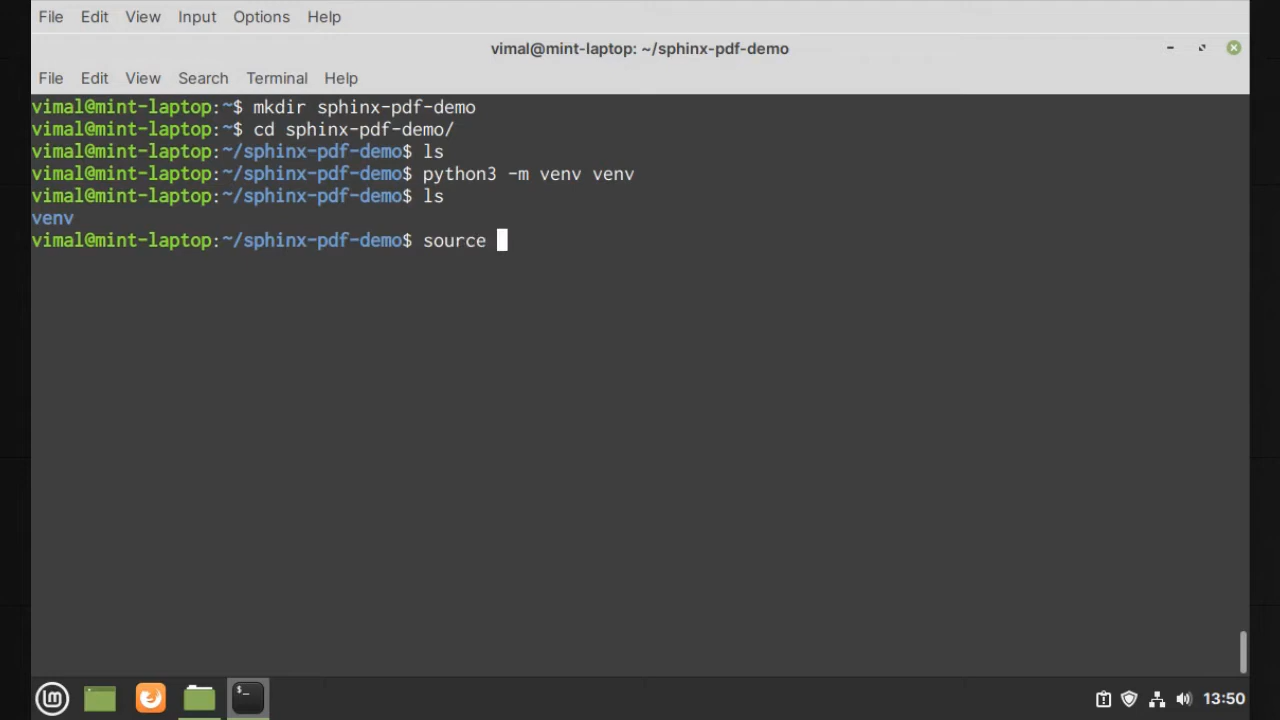 File Edit View Input Options Help
vimal@mint-laptop: ~/sphinx-pdf-demo
File Edit View Search Terminal Help
vimal@mint-laptop:~$ mkdir sphinx-pdf-demo
vimal@mint-laptop:~$ cd sphinx-pdf-demo/
vimal@mint-laptop:~/sphinx-pdf-demo$ ls
vimal@mint-laptop:~/sphinx-pdf-demo$ python3 -m venv venv
vimal@mint-laptop:~/sphinx-pdf-demo$ ls
venv
vimal@mint-laptop:~/sphinx-pdf-demo$ source
13:50